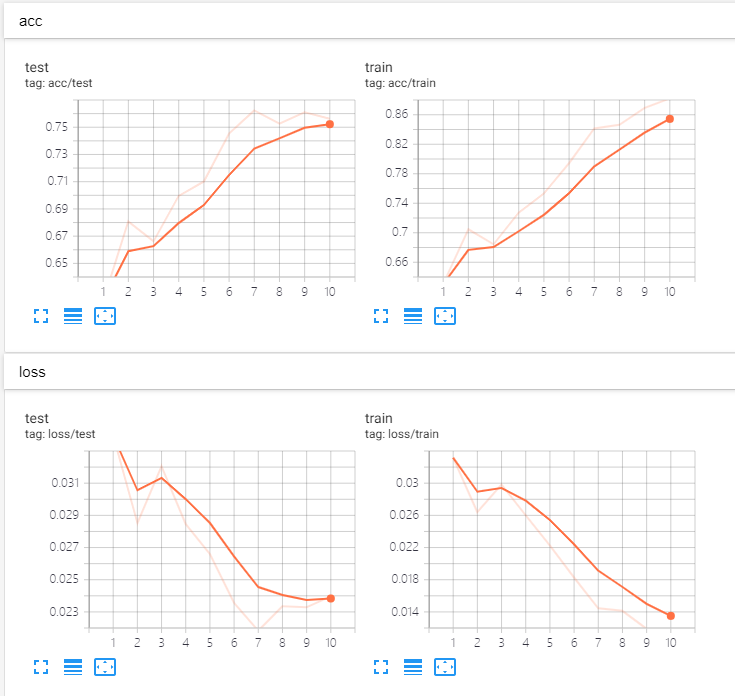 acc
test
tag: acc/test
0.75
0.73
0.71
0.69
0.67
0.65
1 2 3 4 5 6 7 8 9 10
train
tag: acc/train
0.86
0.82
0.78
0.74
0.7
0.66
1 2 3 4 5 6 7 8 9 10
loss
test
tag: loss/test
0.031
0.029
0.027
0.025
0.023
1 2 3 4 5 6 7 8 9 10
train
tag: loss/train
0.03
0.026
0.022
0.018
0.014
1 2 3 4 5 6 7 8 9 10